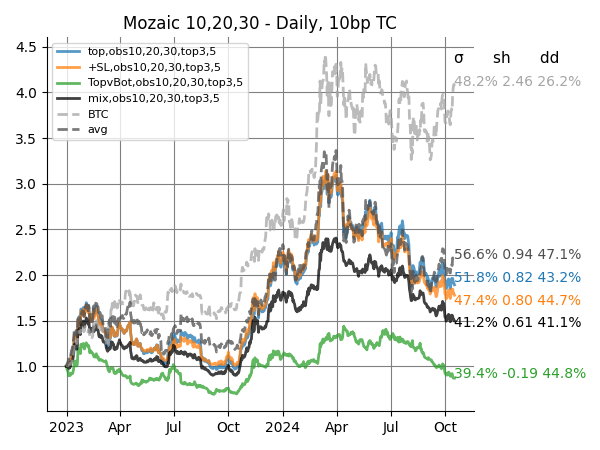 Mozaic 10,20,30 - Daily, 10bp TC
top,obs10,20,30,top3,5
+SL,obs10,20,30,top3,5
TopvBot,obs10,20,30,top3,5
mix,obs10,20,30,top3,5
BTC
avg
σ sh dd
48.2% 2.46 26.2%
56.6% 0.94 47.1%
51.8% 0.82 43.2%
47.4% 0.80 44.7%
41.2% 0.61 41.1%
39.4% -0.19 44.8%
4.5
4.0
3.5
3.0
2.5
2.0
1.5
1.0
2023 Apr Jul Oct 2024 Apr Jul Oct